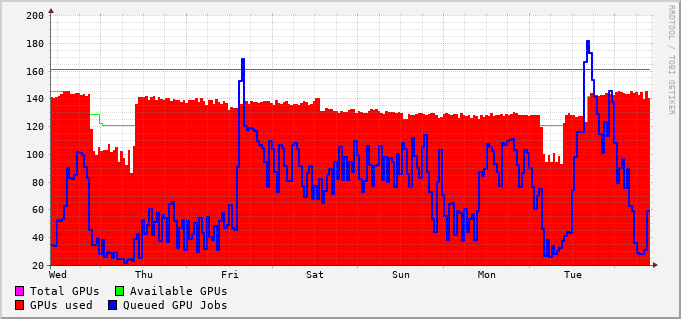 200
180
160
140
120
100
80
60
40
20
Wed Thu Fri Sat Sun Mon Tue
RRDTOOL / TOBI OETIKER
Total GPUs Available GPUs
GPUs used Queued GPU Jobs